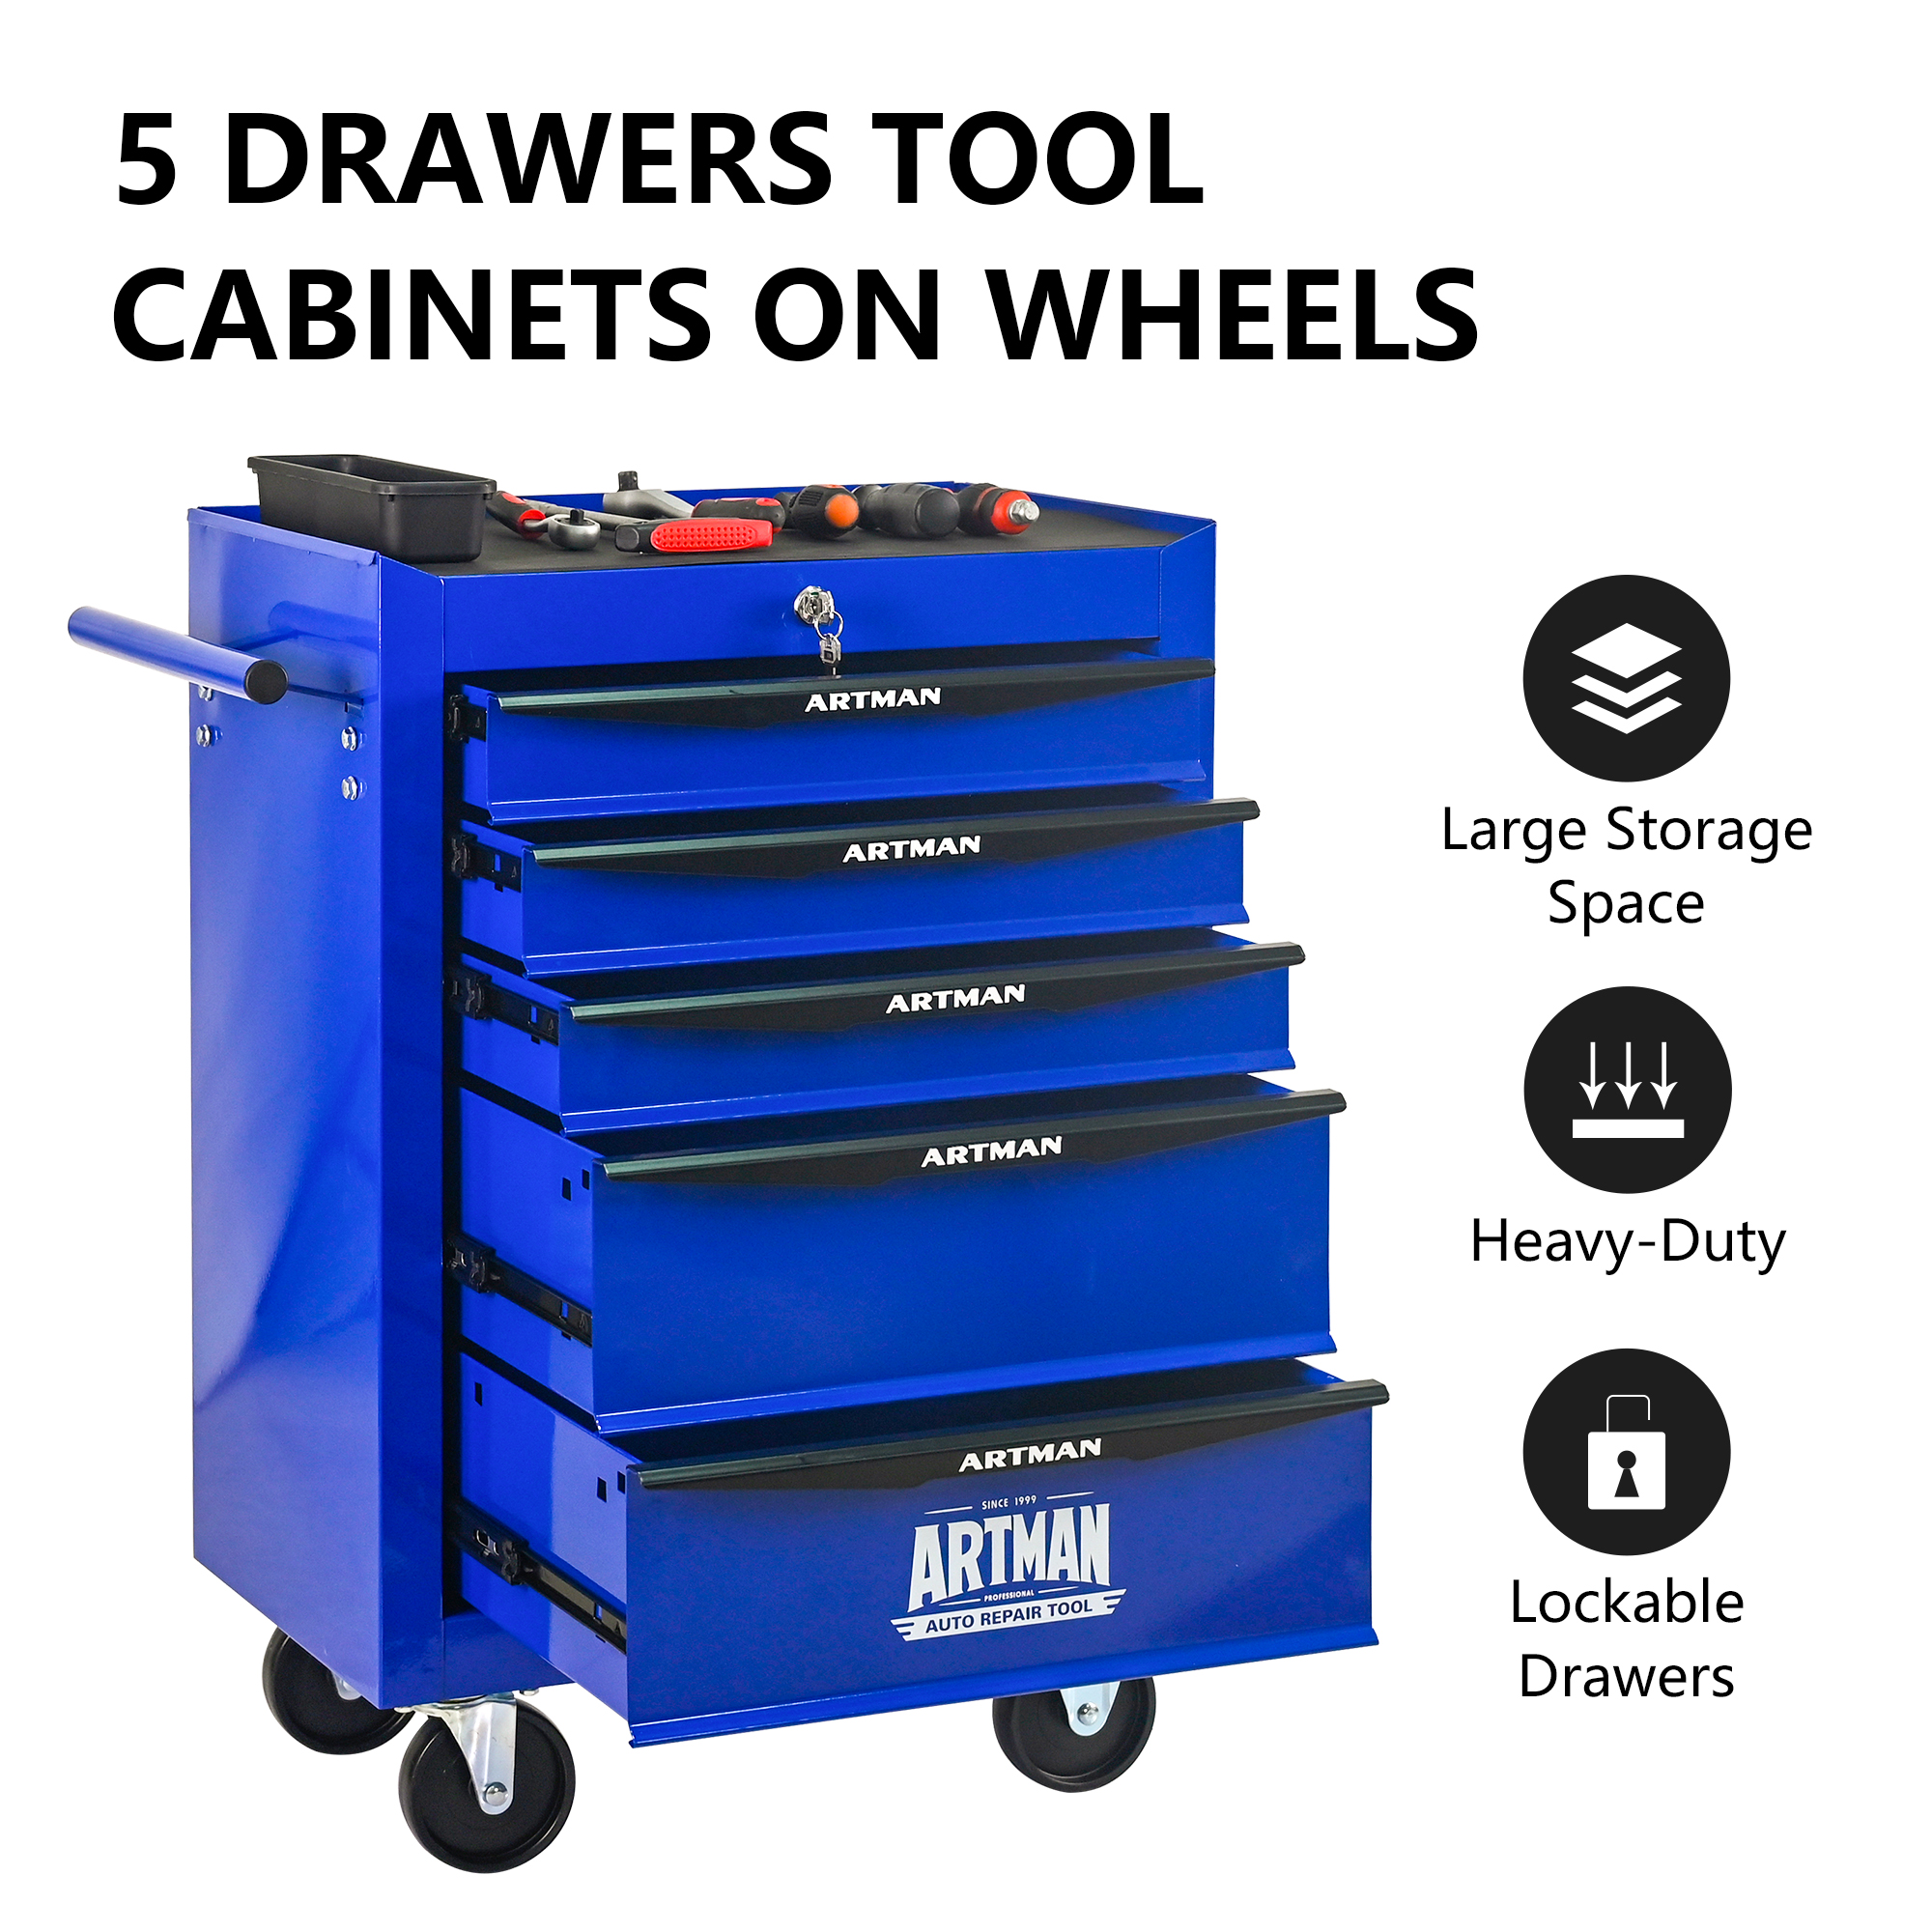 5 DRAWERS TOOL
CABINETS ON WHEELS
ARTMAN
ARTMAN
ARTMAN
ARTMAN
ARTMAN
SINCE 1999
ARTMAN
PROFESSIONAL
AUTO REPAIR TOOL
Large Storage
Space
Heavy-Duty
Lockable
Drawers